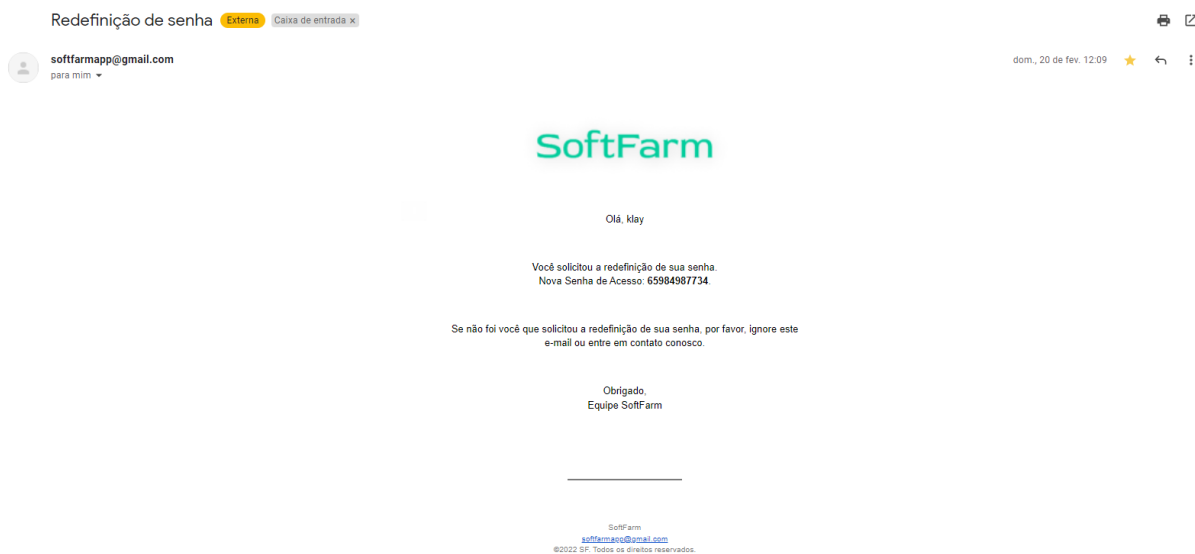 Redefinição de senha Externa Caixa de entrada x
softfarmapp@gmail.com
dom., 20 de fev. 12:09
para mim
SoftFarm
Olá, klay
Você solicitou a redefinição de sua senha.
Nova Senha de Acesso: 65984987734.
Se não foi você que solicitou a redefinição de sua senha, por favor, ignore este
e-mail ou entre em contato conosco.
Obrigado,
Equipe SoftFarm
SoftFarm
softfarmapp@gmail.com
©2022 SF. Todos os direitos reservados.